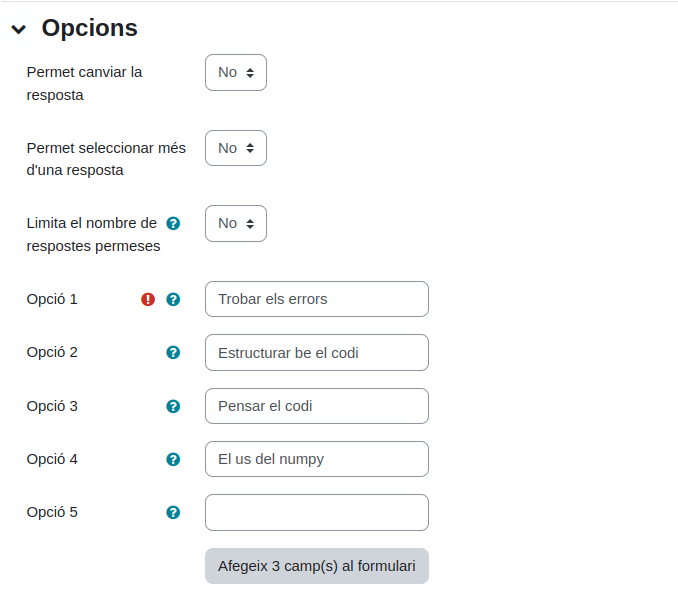 Opcions
Permet canviar la
resposta
No
Permet seleccionar més
d'una resposta
No
Limita el nombre de
respostes permeses
No
Opció 1
Trobar els errors
Opció 2
Estructurar be el codi
Opció 3
Pensar el codi
Opció 4
El us del numpy
Opció 5
Afegeix 3 camp(s) al formulari